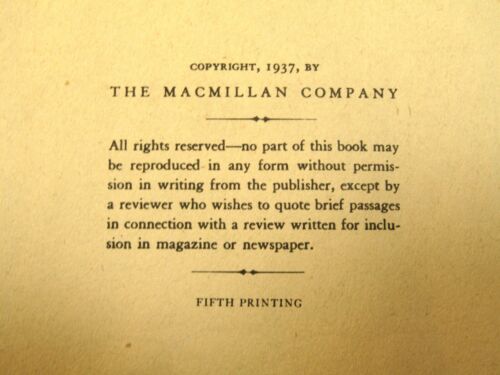 COPYRIGHT, 1937, BY
THE MACMILLAN COMPANY
All rights reserved—no part of this book may
be reproduced in any form without permis-
sion in writing from the publisher, except by
a reviewer who wishes to quote brief passages
in connection with a review written for inclu-
sion in magazine or newspaper.
FIFTH PRINTING